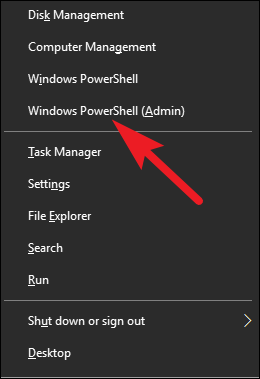 Disk Management
Computer Management
Windows PowerShell
Windows PowerShell (Admin)
Task Manager
Settings
File Explorer
Search
Run
Shut down or sign out
Desktop